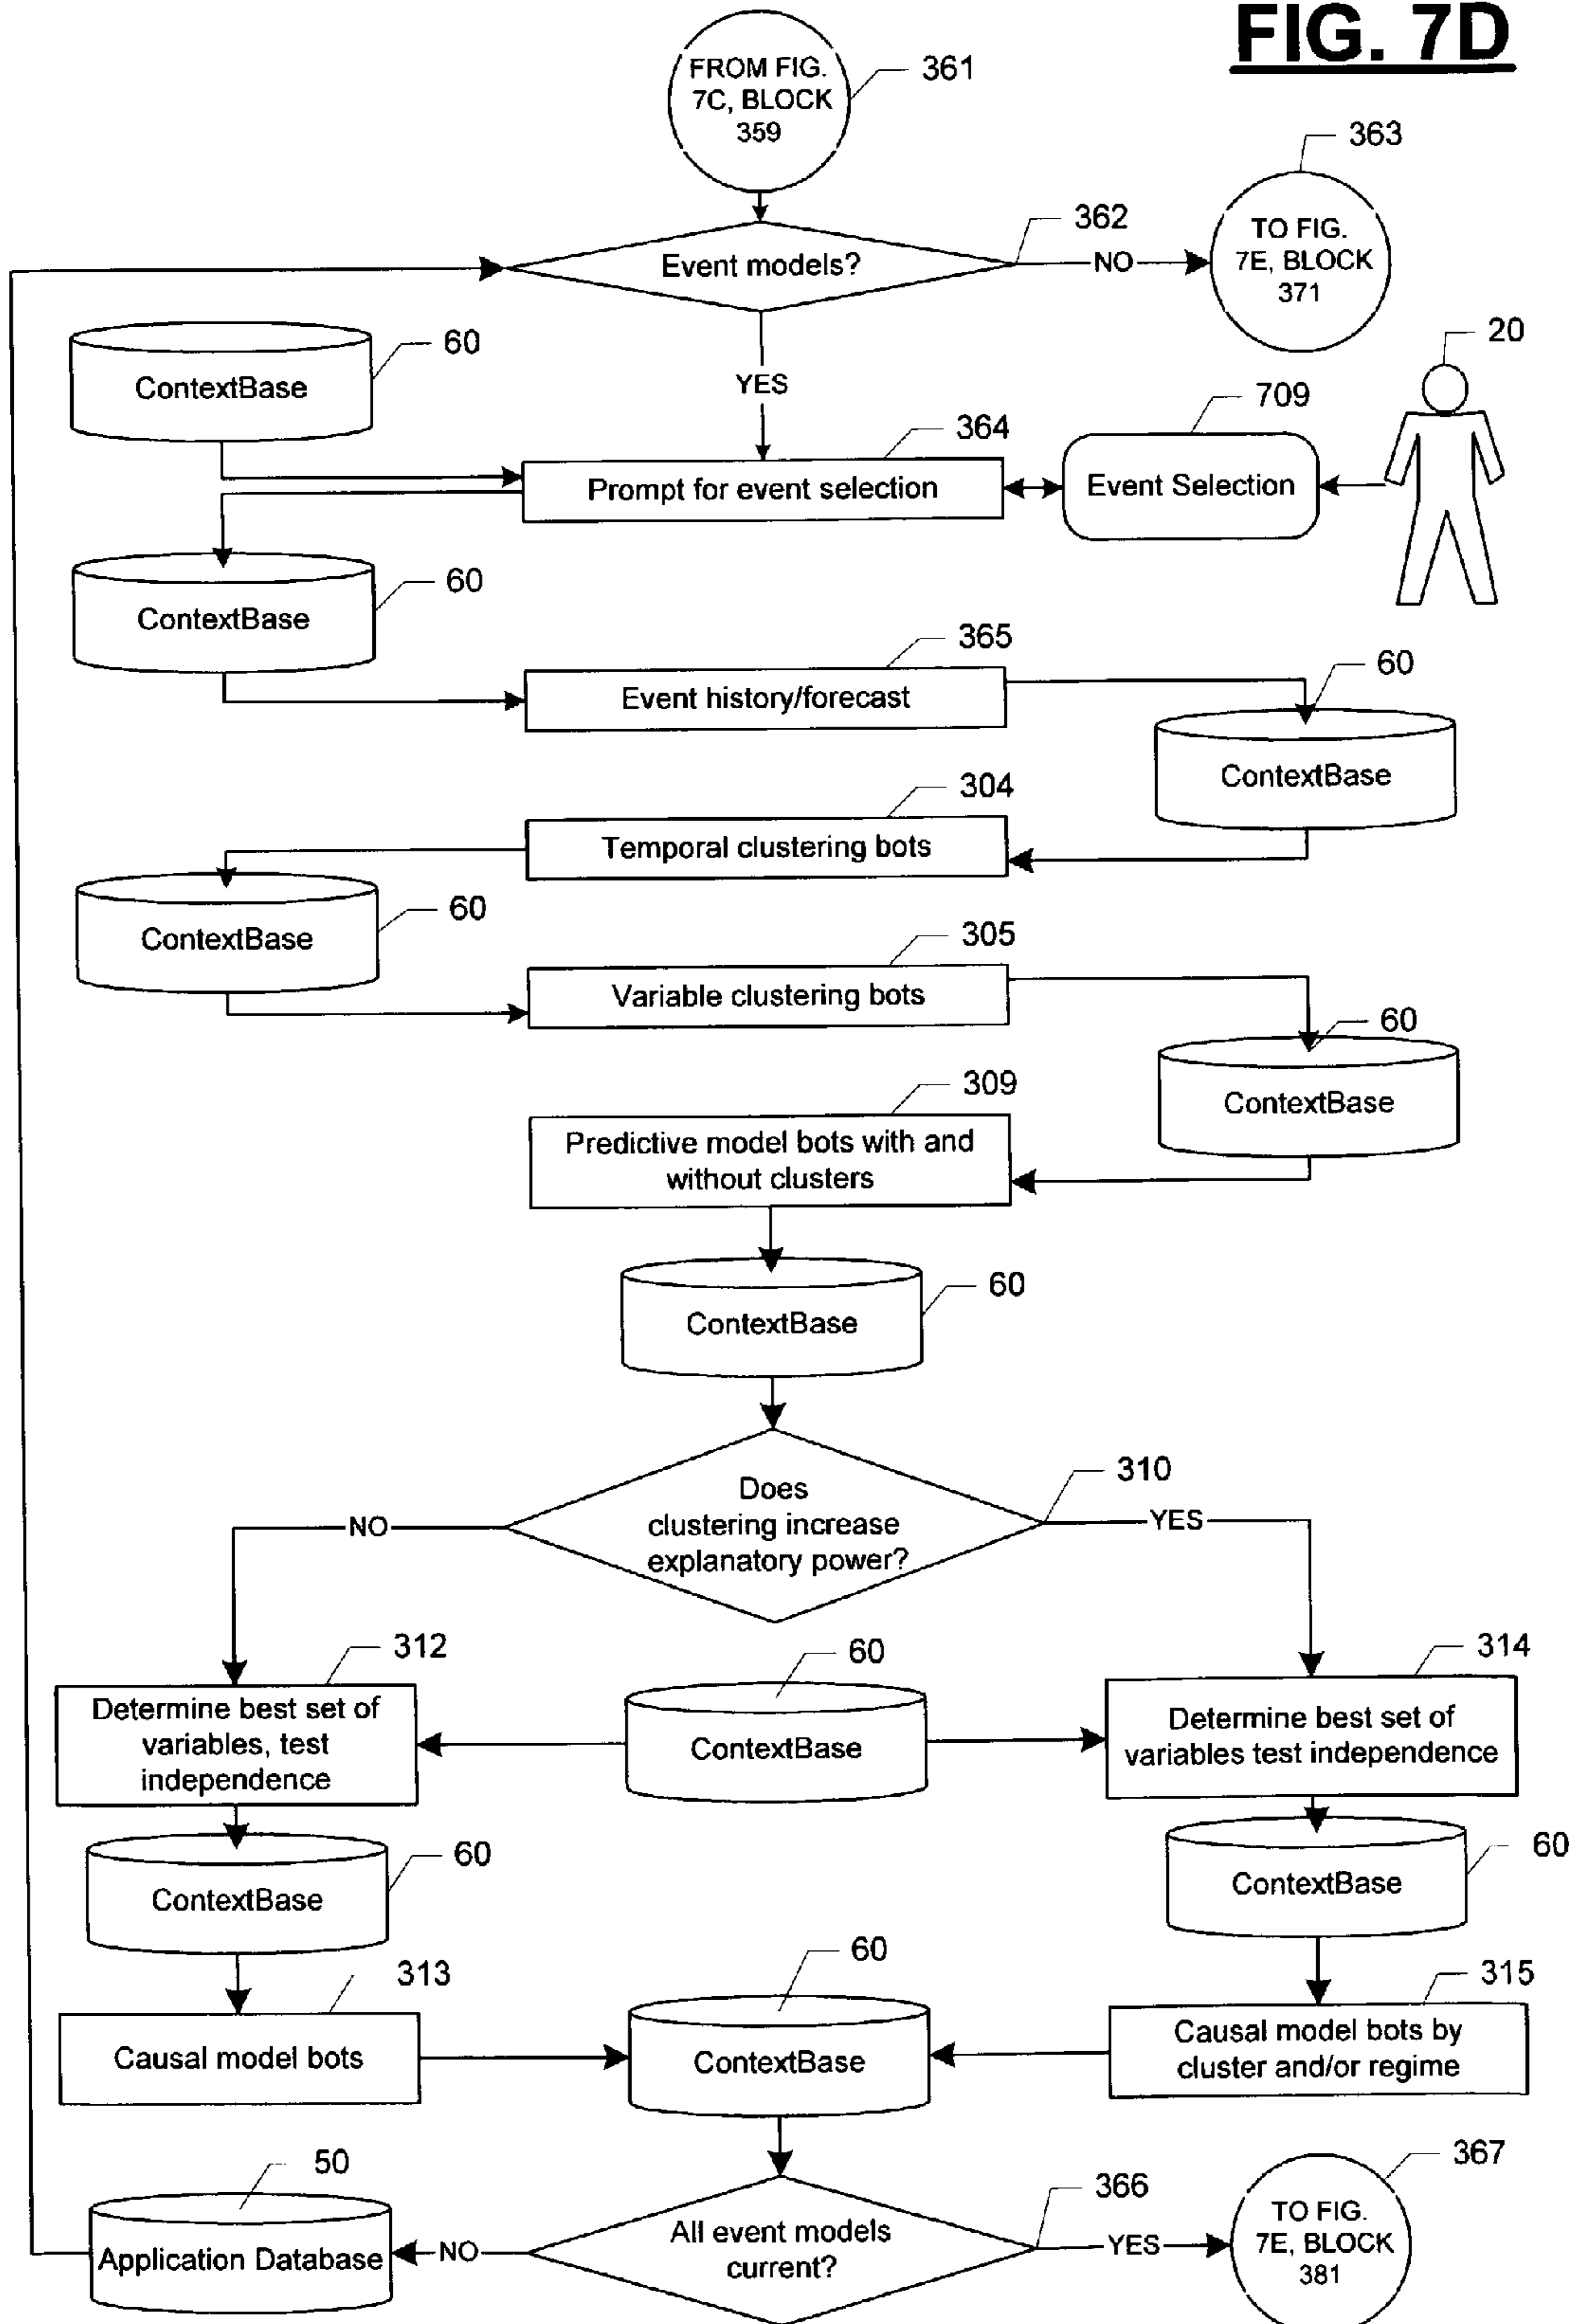 FIG. 7D
FROM FIG.
7C, BLOCK
359
361
363
362
Event models?
NO
TO FIG.
7E, BLOCK
371
60
ContextBase
YES
20
709
364
Prompt for event selection
Event Selection
60
ContextBase
365
Event history/forecast
60
ContextBase
304
Temporal clustering bots
60
ContextBase
305
Variable clustering bots
60
ContextBase
309
Predictive model bots with and
without clusters
60
ContextBase
310
Does
clustering increase
explanatory power?
NO
YES
312
Determine best set of
variables, test
independence
60
ContextBase
314
Determine best set of
variables test independence
60
ContextBase
60
ContextBase
313
Causal model bots
60
ContextBase
315
Causal model bots by
cluster and/or regime
50
Application Database
NO
366
All event models
current?
YES
367
TO FIG.
7E, BLOCK
381